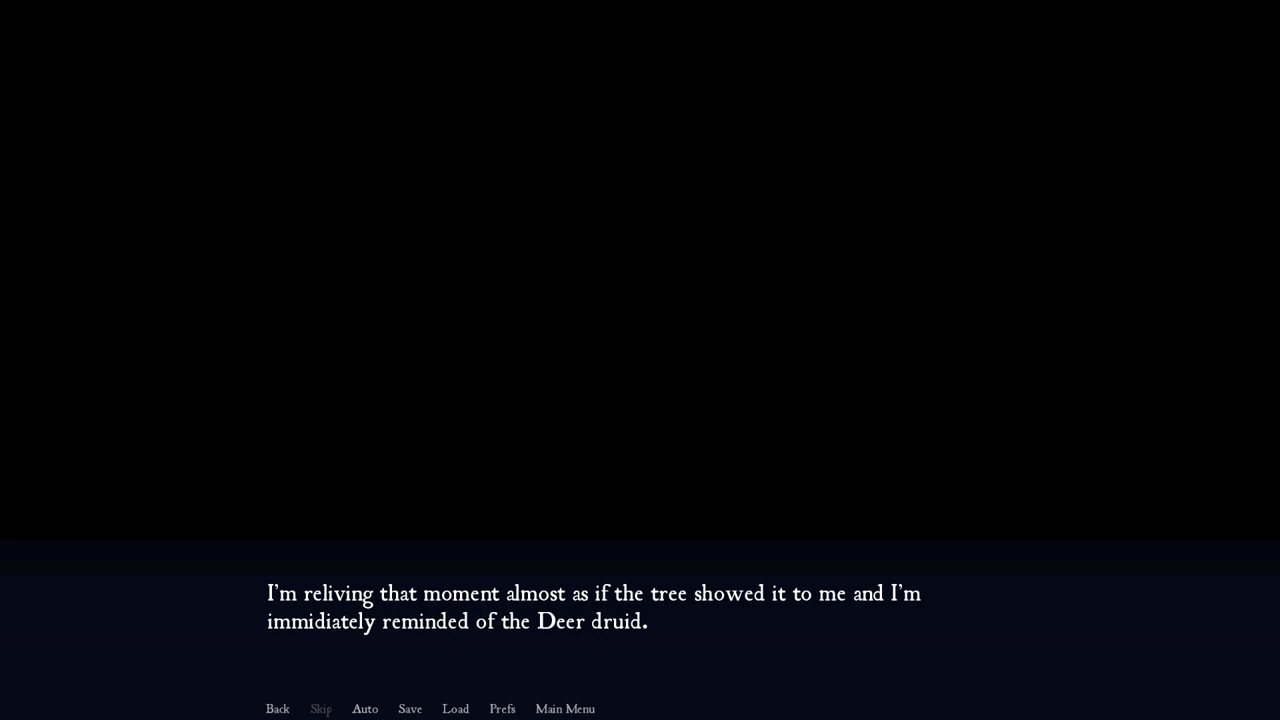 I'm reliving that moment almost as if the tree showed it to me and I'm
immidiately reminded of the Deer druid.
Back Skip Auto Save Load Prefs Main Menu